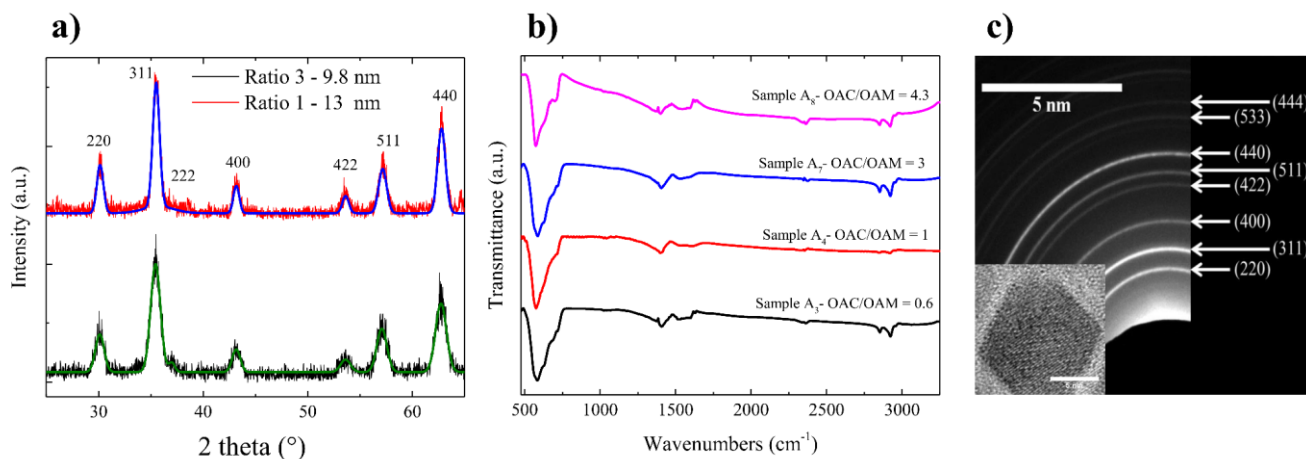 a)
Intensity (a.u.)
311
Ratio 3 - 9.8 nm
Ratio 1 - 13 nm
440
220
222
400
422
511
30
40
50
60
2 theta (°)
b)
Transmittance (a.u.)
Sample A8- OAC/OAM = 4.3
Sample A7- OAC/OAM = 3
Sample A4- OAC/OAM = 1
Sample A3- OAC/OAM = 0.6
500
1000
1500
2000
2500
3000
Wavenumbers (cm-1)
c)
5 nm
(444)
(533)
(440)
(511)
(422)
(400)
(311)
(220)